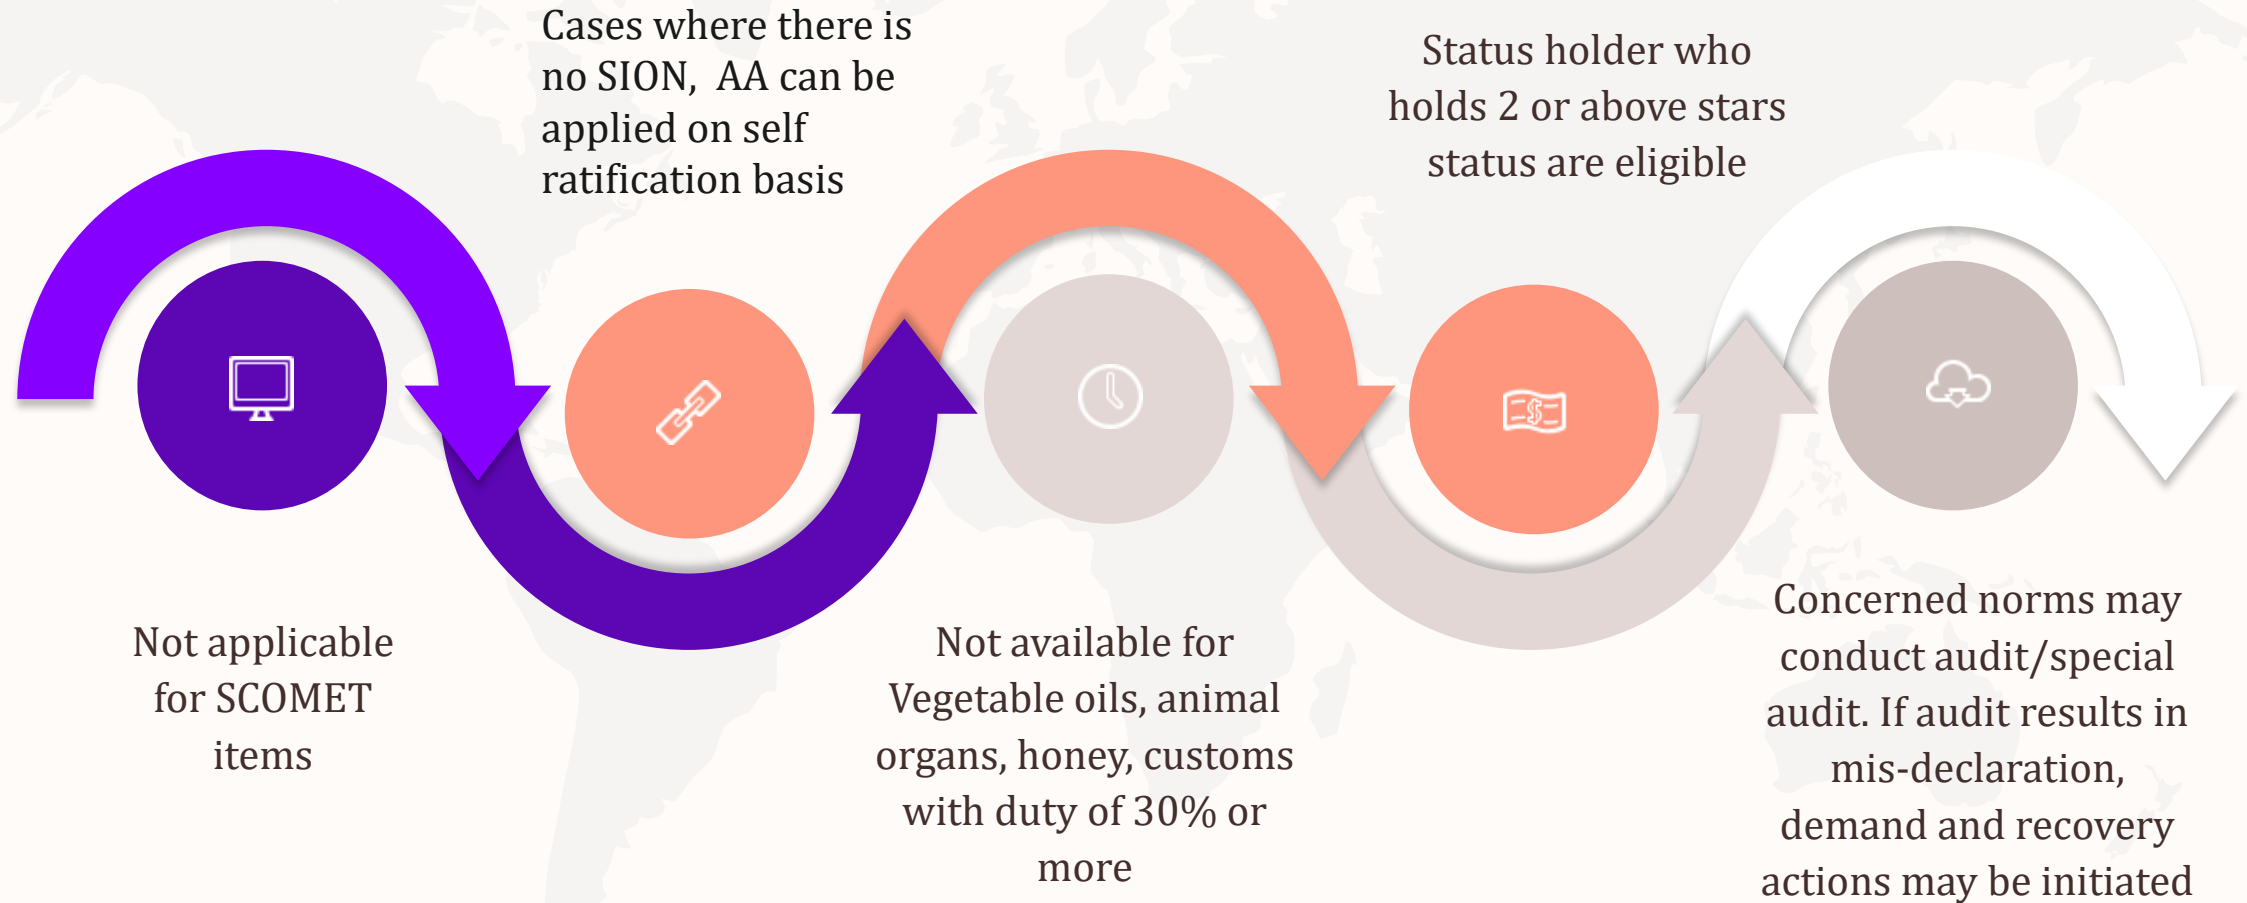 Cases where there is
no SION, AA can be
applied on self
ratification basis
Status holder who
holds 2 or above stars
status are eligible
Not applicable
for SCOMET
items
Not available for
Vegetable oils, animal
organs, honey, customs
with duty of 30% or
more
Concerned norms may
conduct audit/special
audit. If audit results in
mis-declaration,
demand and recovery
actions may be initiated